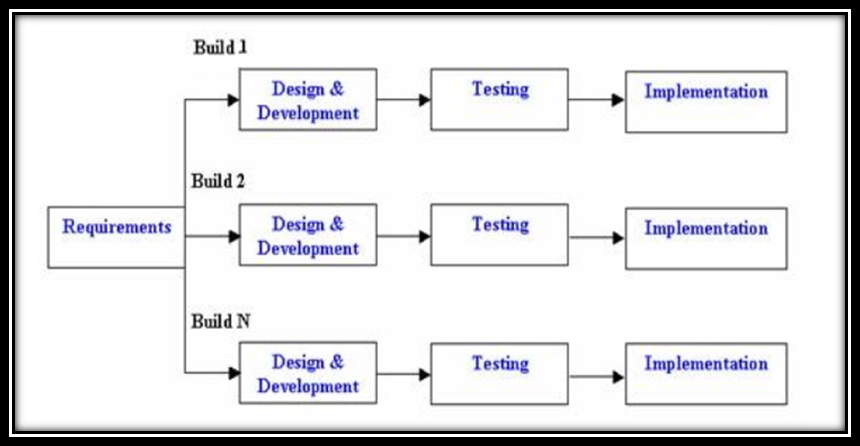 Build 1
Design &
Development
Testing
Implementation
Build 2
Requirements
Design &
Development
Testing
Implementation
Build N
Design &
Development
Testing
Implementation